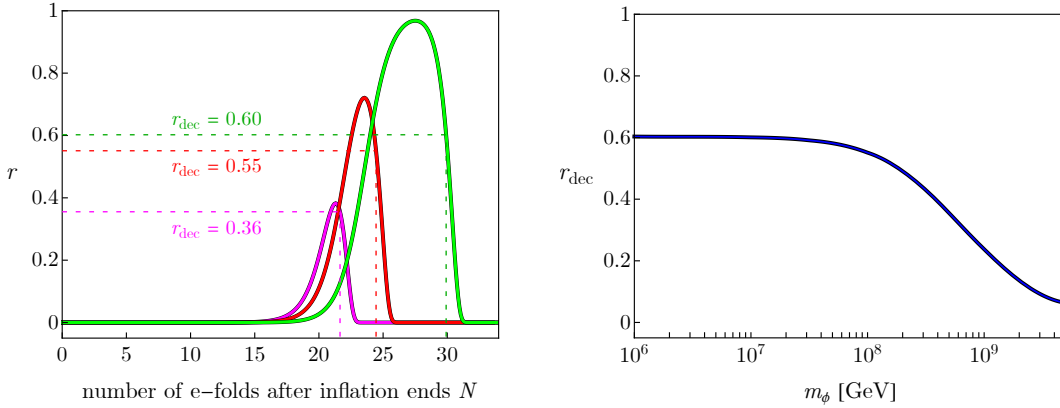 1
0.8
0.6
0.4
0.2
0
r
r_dec = 0.60
r_dec = 0.55
r_dec = 0.36
0 5 10 15 20 25 30
number of e−folds after inflation ends N
1
0.8
0.6
0.4
0.2
0
r_dec
10^6 10^7 10^8 10^9
m_ϕ [GeV]